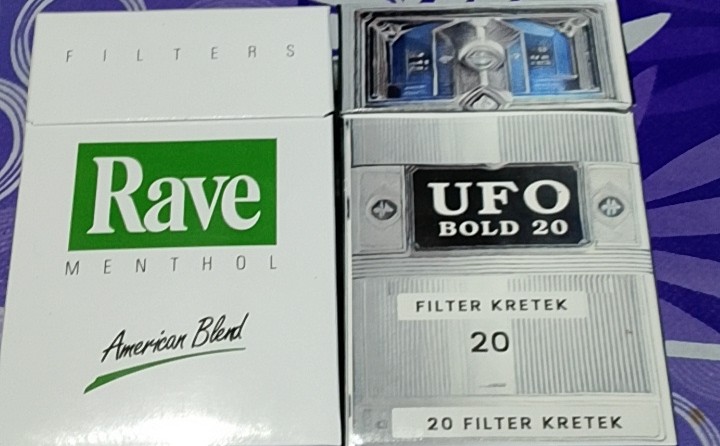 FILTERS
Rave
MENTHOL
American Blend
UFO
BOLD 20
FILTER KRETEK
20
20 FILTER KRETEK